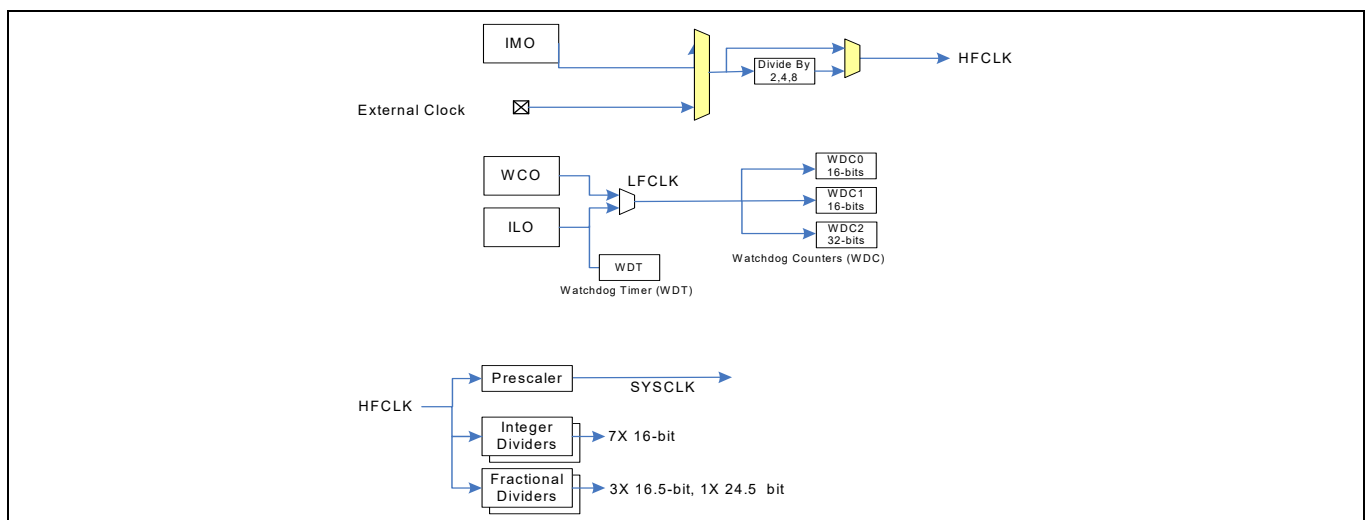 IMO
Divide By
2,4,8
HFCLK
External Clock
WDC0
16-bits
WCO
LFCLK
WDC1
16-bits
ILO
WDC2
32-bits
Watchdog Counters (WDC)
WDT
Watchdog Timer (WDT)
Prescaler
SYSCLK
HFCLK
Integer
Dividers
7X 16-bit
Fractional
Dividers
3X 16.5-bit, 1X 24.5 bit